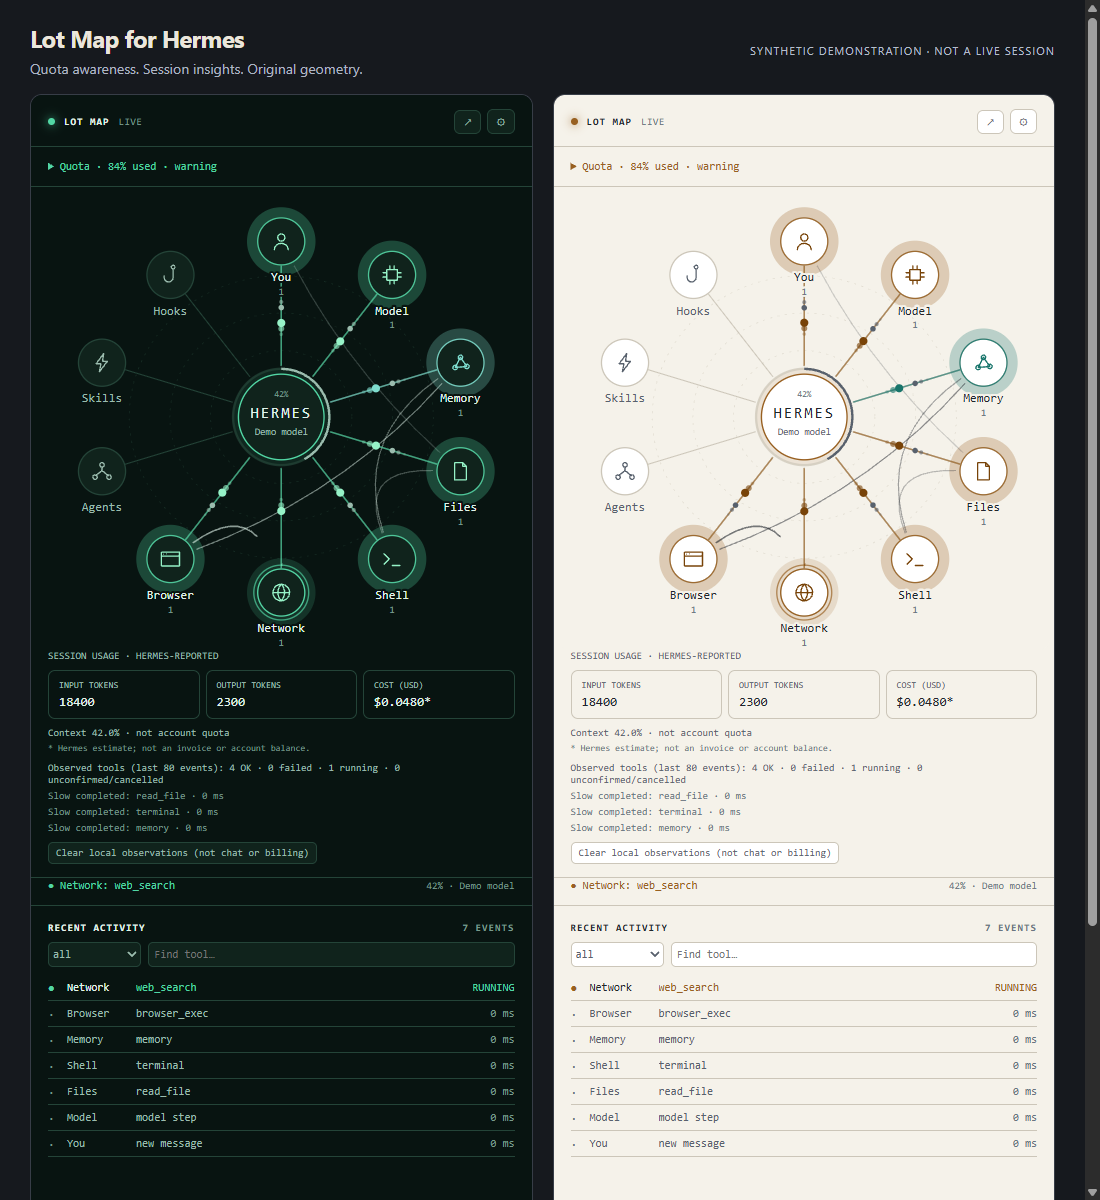 Lot Map for Hermes
Quota awareness. Session insights. Original geometry.
SYNTHETIC DEMONSTRATION · NOT A LIVE SESSION
LOT MAP LIVE
Quota · 84% used · warning
You
1
Model
1
Hooks
Memory
1
Skills
42%
HERMES
Demo model
Files
1
Agents
Browser
1
Shell
1
Network
1
SESSION USAGE · HERMES-REPORTED
INPUT TOKENS
18400
OUTPUT TOKENS
2300
COST (USD)
$0.0480*
Context 42.0% · not account quota
* Hermes estimate; not an invoice or account balance.
Observed tools (last 80 events): 4 OK · 0 failed · 1 running · 0
unconfirmed/cancelled
Slow completed: read_file · 0 ms
Slow completed: terminal · 0 ms
Slow completed: memory · 0 ms
Clear local observations (not chat or billing)
Network: web_search 42% · Demo model
RECENT ACTIVITY 7 EVENTS
all Find tool…
Network web_search RUNNING
Browser browser_exec 0 ms
Memory memory 0 ms
Shell terminal 0 ms
Files read_file 0 ms
Model model step 0 ms
You new message 0 ms
LOT MAP LIVE
Quota · 84% used · warning
You
1
Model
1
Hooks
Memory
1
Skills
42%
HERMES
Demo model
Files
1
Agents
Browser
1
Shell
1
Network
1
SESSION USAGE · HERMES-REPORTED
INPUT TOKENS
18400
OUTPUT TOKENS
2300
COST (USD)
$0.0480*
Context 42.0% · not account quota
* Hermes estimate; not an invoice or account balance.
Observed tools (last 80 events): 4 OK · 0 failed · 1 running · 0
unconfirmed/cancelled
Slow completed: read_file · 0 ms
Slow completed: terminal · 0 ms
Slow completed: memory · 0 ms
Clear local observations (not chat or billing)
Network: web_search 42% · Demo model
RECENT ACTIVITY 7 EVENTS
all Find tool…
Network web_search RUNNING
Browser browser_exec 0 ms
Memory memory 0 ms
Shell terminal 0 ms
Files read_file 0 ms
Model model step 0 ms
You new message 0 ms